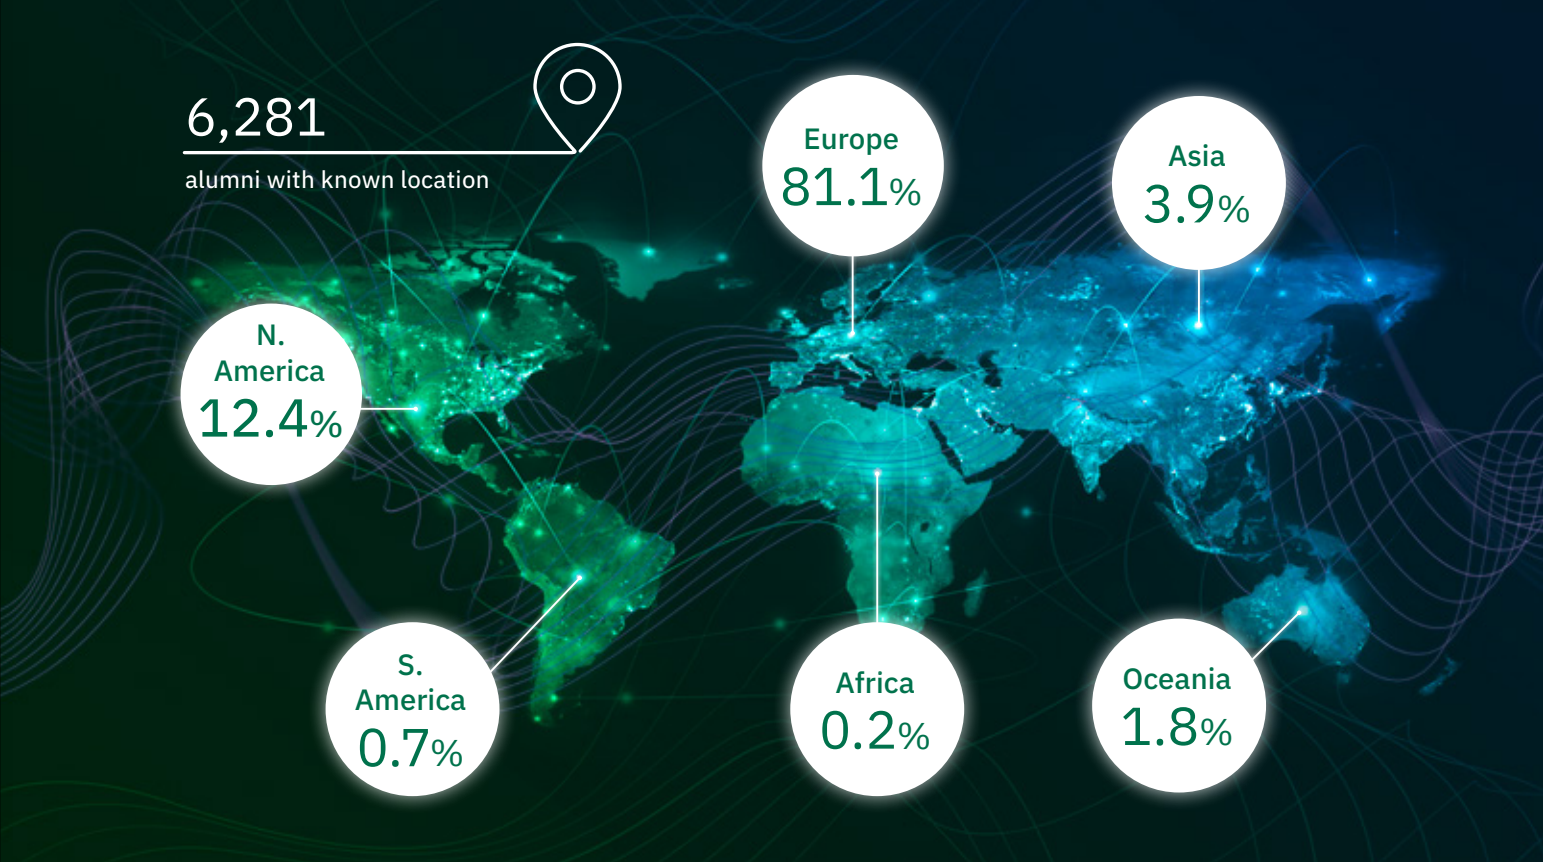 6,281
alumni with known location
Europe
81.1%
Asia
3.9%
N.
America
12.4%
S.
America
0.7%
Africa
0.2%
Oceania
1.8%